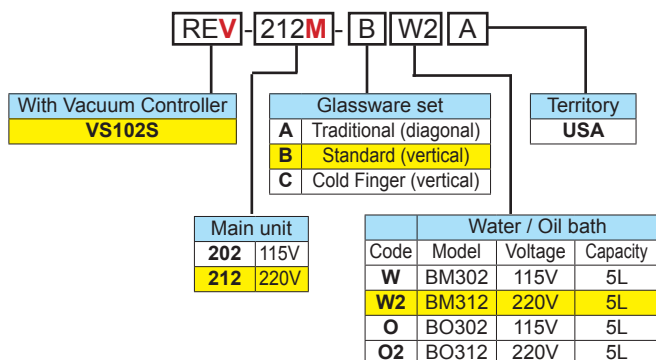 REV-212M-B W2 A
With Vacuum Controller
VS102S
Glassware set
A Traditional (diagonal)
B Standard (vertical)
C Cold Finger (vertical)
Territory
USA
Main unit
202 115V
212 220V
Water / Oil bath
Code Model Voltage Capacity
W BM302 115V 5L
W2 BM312 220V 5L
O BO302 115V 5L
O2 BO312 220V 5L